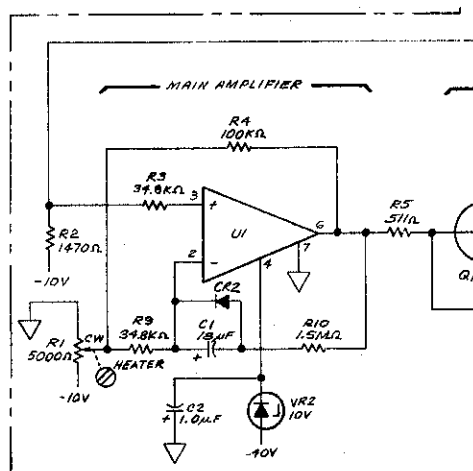 MAIN AMPLIFIER
R4
100KΩ
R3
34.8KΩ
3
+
U1
6
7
R5
511Ω
R2
1470Ω
-10V
2
-
4
Q1
CR2
R1
5000Ω
CW
R9
34.8KΩ
C1
18µF
+
R10
1.5MΩ
HEATER
-10V
C2
1.0µF
+
VR2
10V
-40V